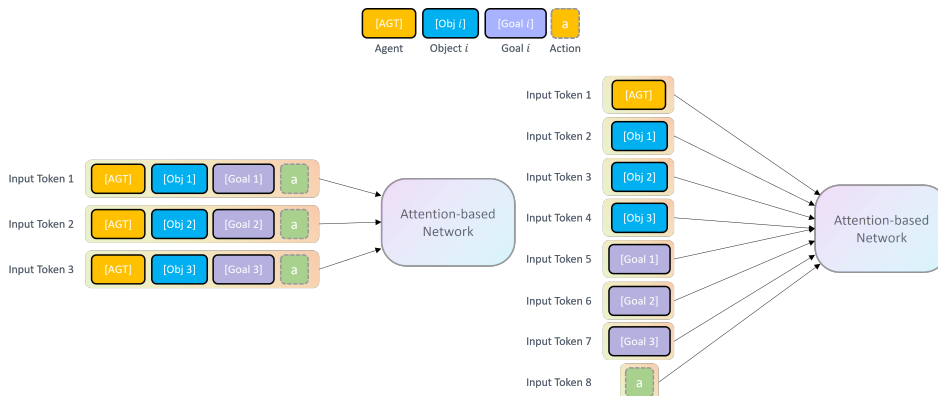 [AGT] [Obj i] [Goal i] a
Agent Object i Goal i Action
Input Token 1 [AGT] [Obj 1] [Goal 1] a
Input Token 2 [AGT] [Obj 2] [Goal 2] a
Input Token 3 [AGT] [Obj 3] [Goal 3] a
Attention-based
Network
Input Token 1 [AGT]
Input Token 2 [Obj 1]
Input Token 3 [Obj 2]
Input Token 4 [Obj 3]
Input Token 5 [Goal 1]
Input Token 6 [Goal 2]
Input Token 7 [Goal 3]
Input Token 8 a
Attention-based
Network